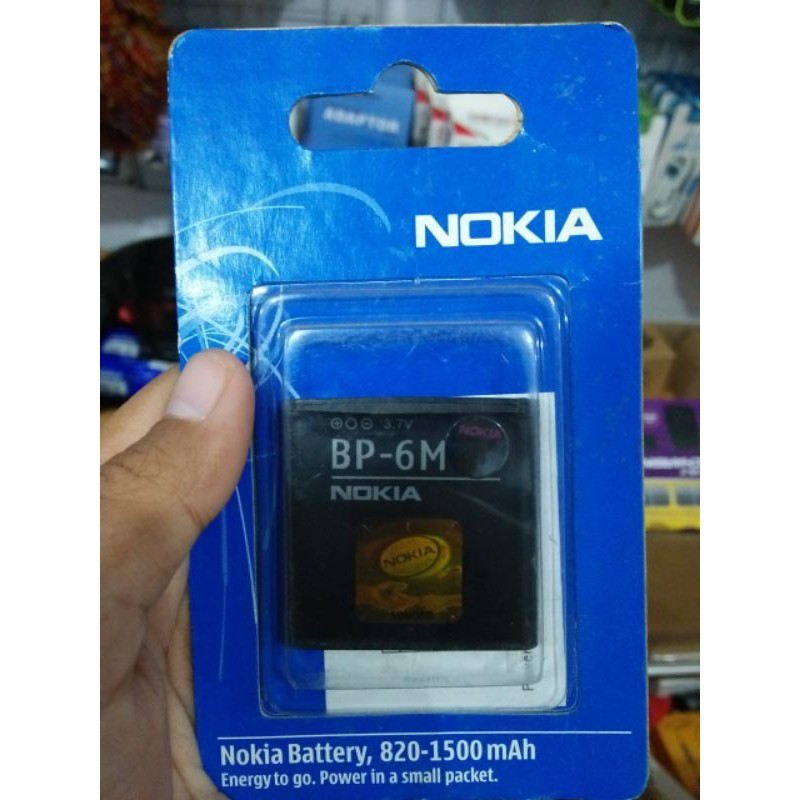 ADAPTOR
NOKIA
3.7V
NOKIA
BP-6M
NOKIA
NOKIA
Nokia Battery, 820-1500 mAh
Energy to go. Power in a small packet.